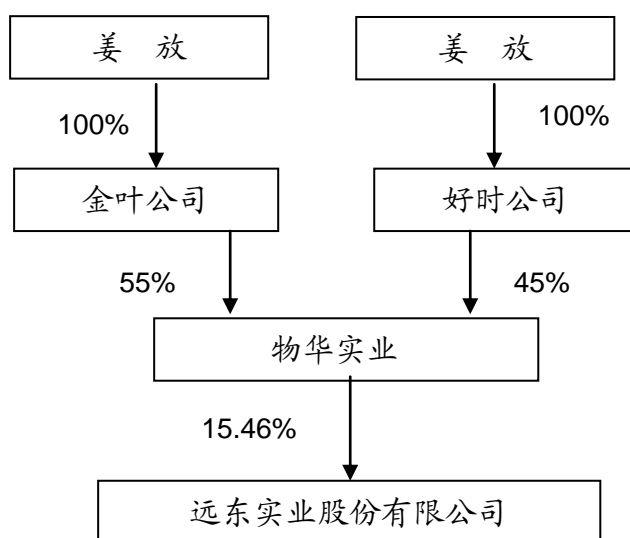 姜 放
姜 放
100%
100%
金叶公司
好时公司
55%
45%
物华实业
15.46%
远东实业股份有限公司